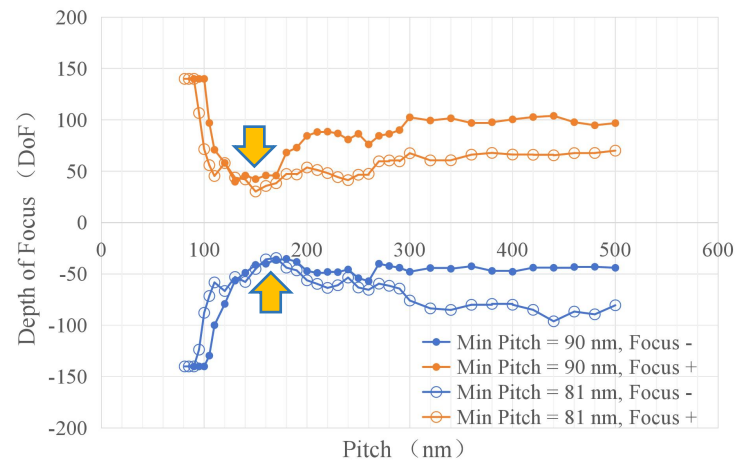 200
150
100
50
0
0 100 200 300 400 500 600
-50
-100
-150
-200
Depth of Focus （DoF）
Min Pitch = 90 nm, Focus -
Min Pitch = 90 nm, Focus +
Min Pitch = 81 nm, Focus -
Min Pitch = 81 nm, Focus +
Pitch （nm）